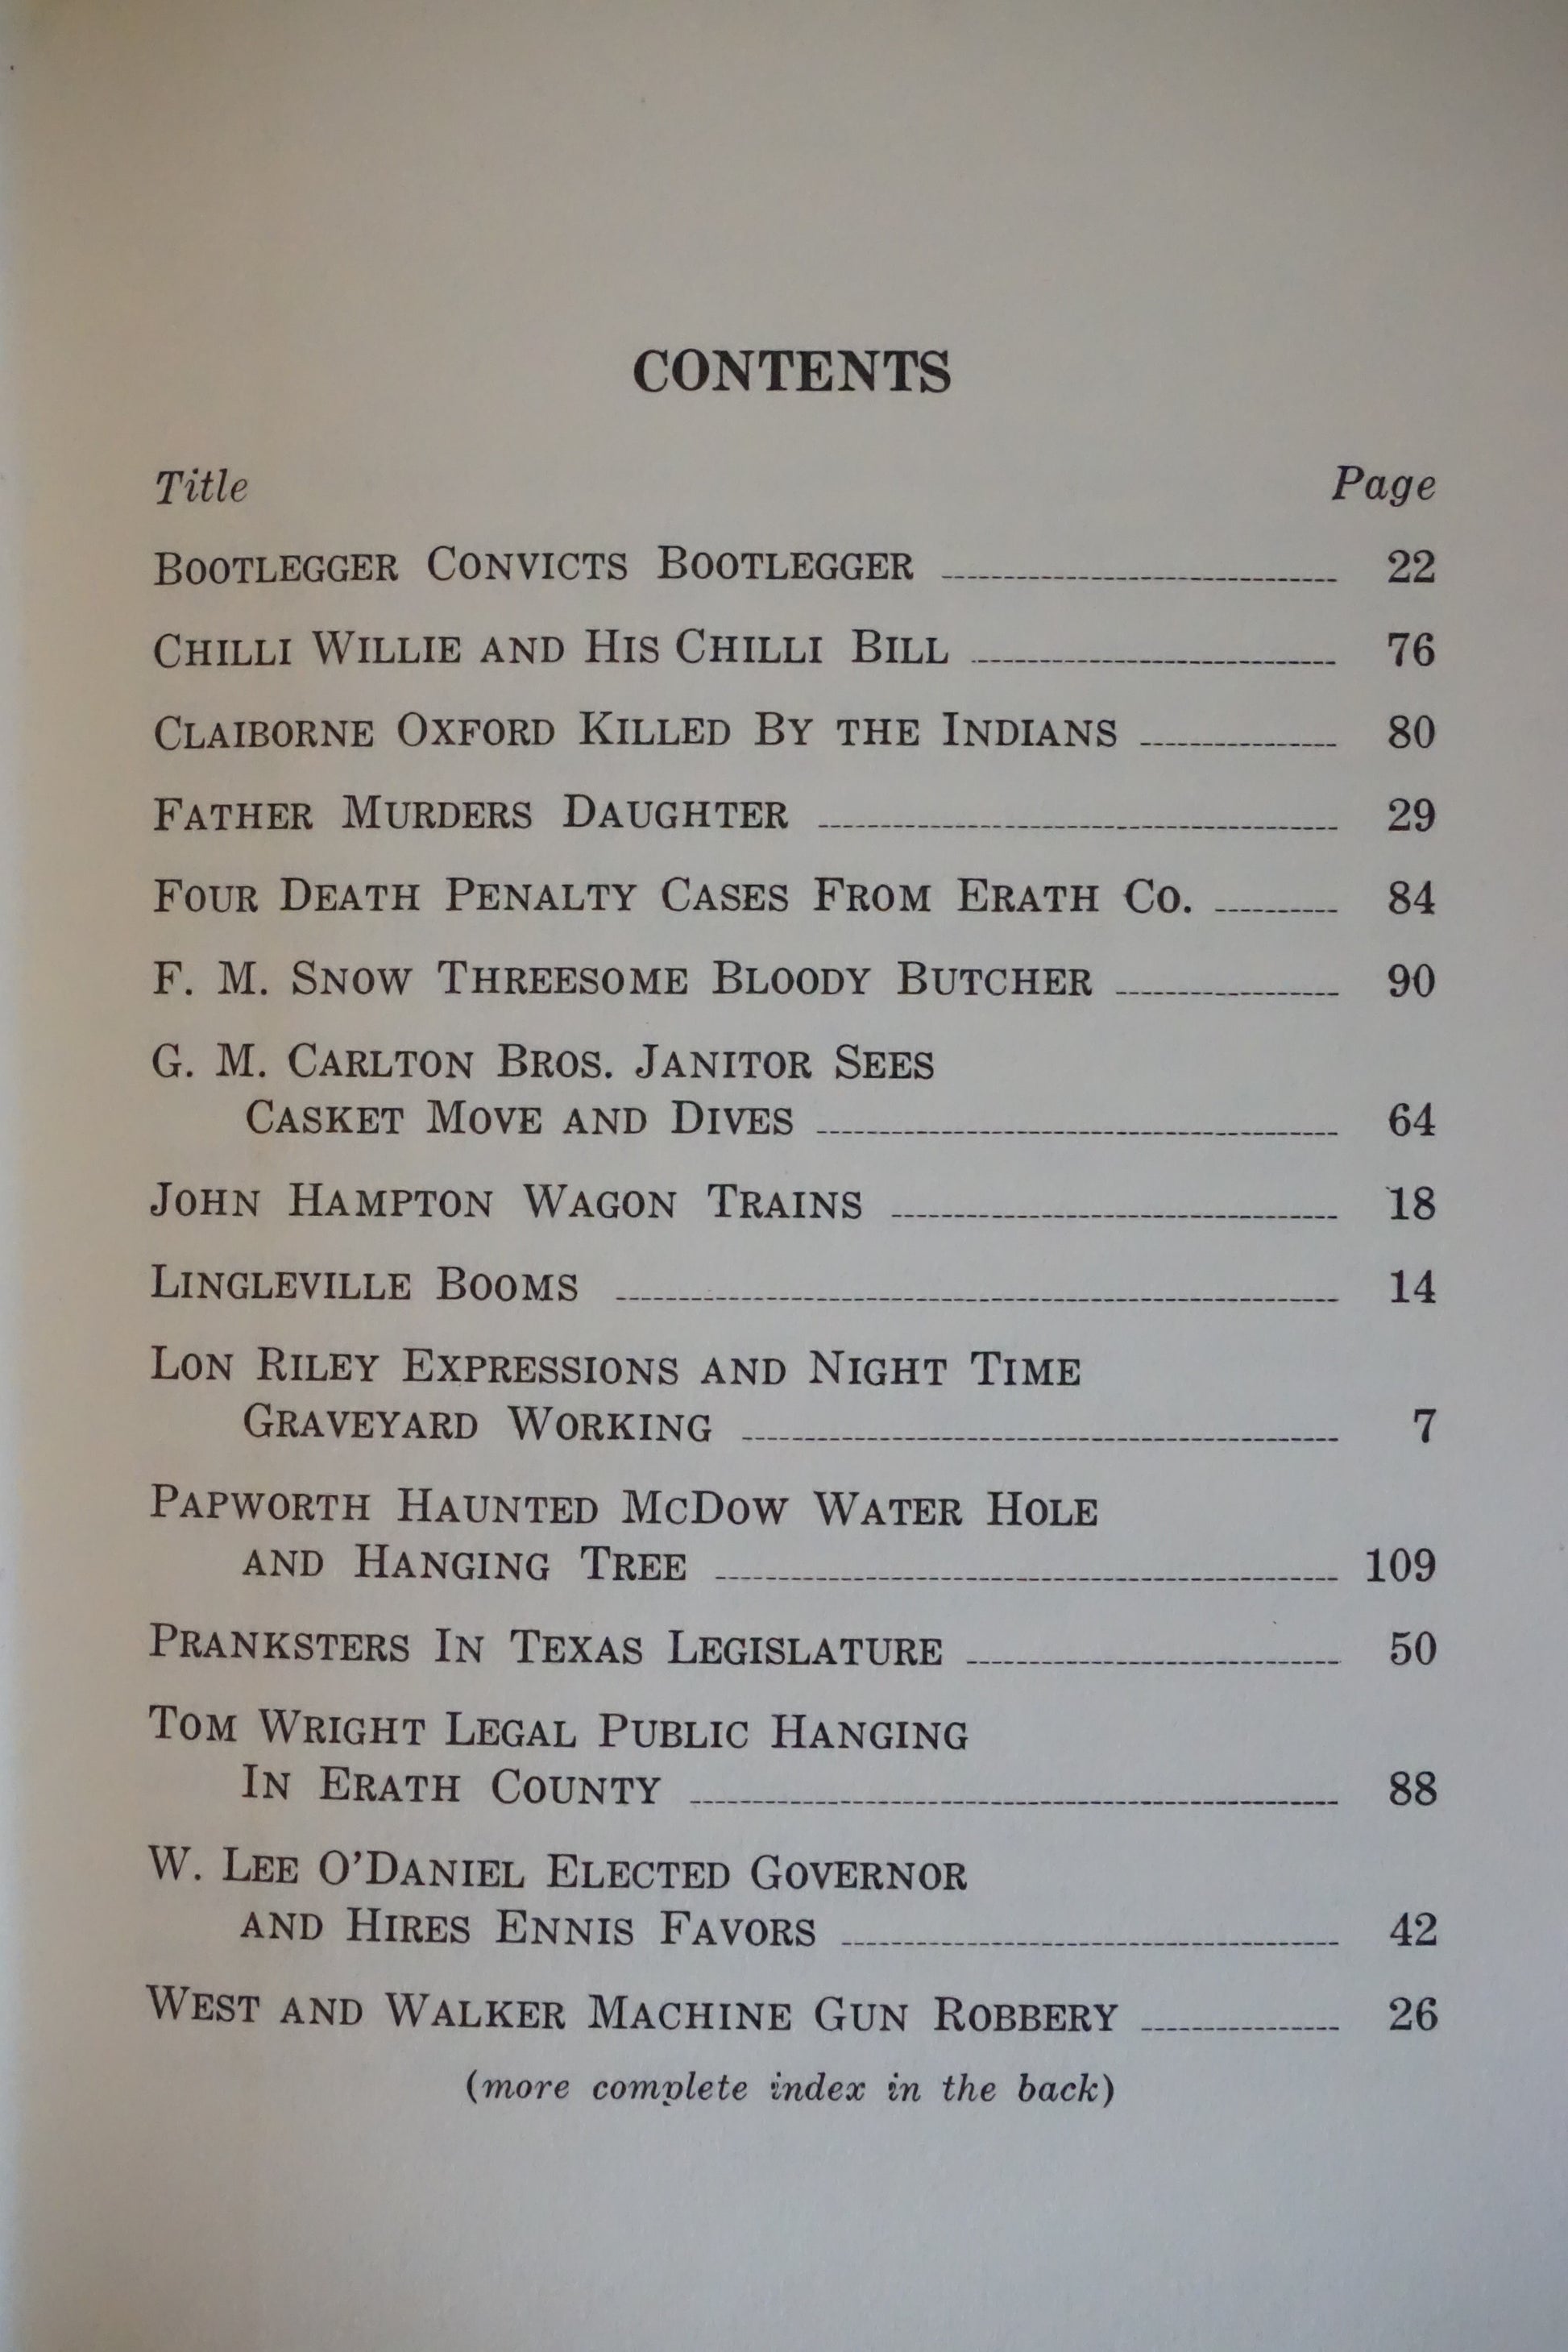 CONTENTS
Title Page
BOOTLEGGER CONVICTS BOOTLEGGER 22
CHILLI WILLIE AND HIS CHILLI BILL 76
CLAIBORNE OXFORD KILLED BY THE INDIANS 80
FATHER MURDERS DAUGHTER 29
FOUR DEATH PENALTY CASES FROM ERATH CO. 84
F. M. SNOW THREESOME BLOODY BUTCHER 90
G. M. CARLTON BROS. JANITOR SEES
CASKET MOVE AND DIVES 64
JOHN HAMPTON WAGON TRAINS 18
LINGLEVILLE BOOMS 14
LON RILEY EXPRESSIONS AND NIGHT TIME
GRAVEYARD WORKING 7
PAPWORTH HAUNTED MCDOW WATER HOLE
AND HANGING TREE 109
PRANKSTERS IN TEXAS LEGISLATURE 50
TOM WRIGHT LEGAL PUBLIC HANGING
IN ERATH COUNTY 88
W. LEE O'DANIEL ELECTED GOVERNOR
AND HIRES ENNIS FAVORS 42
WEST AND WALKER MACHINE GUN ROBBERY 26
(more complete index in the back)